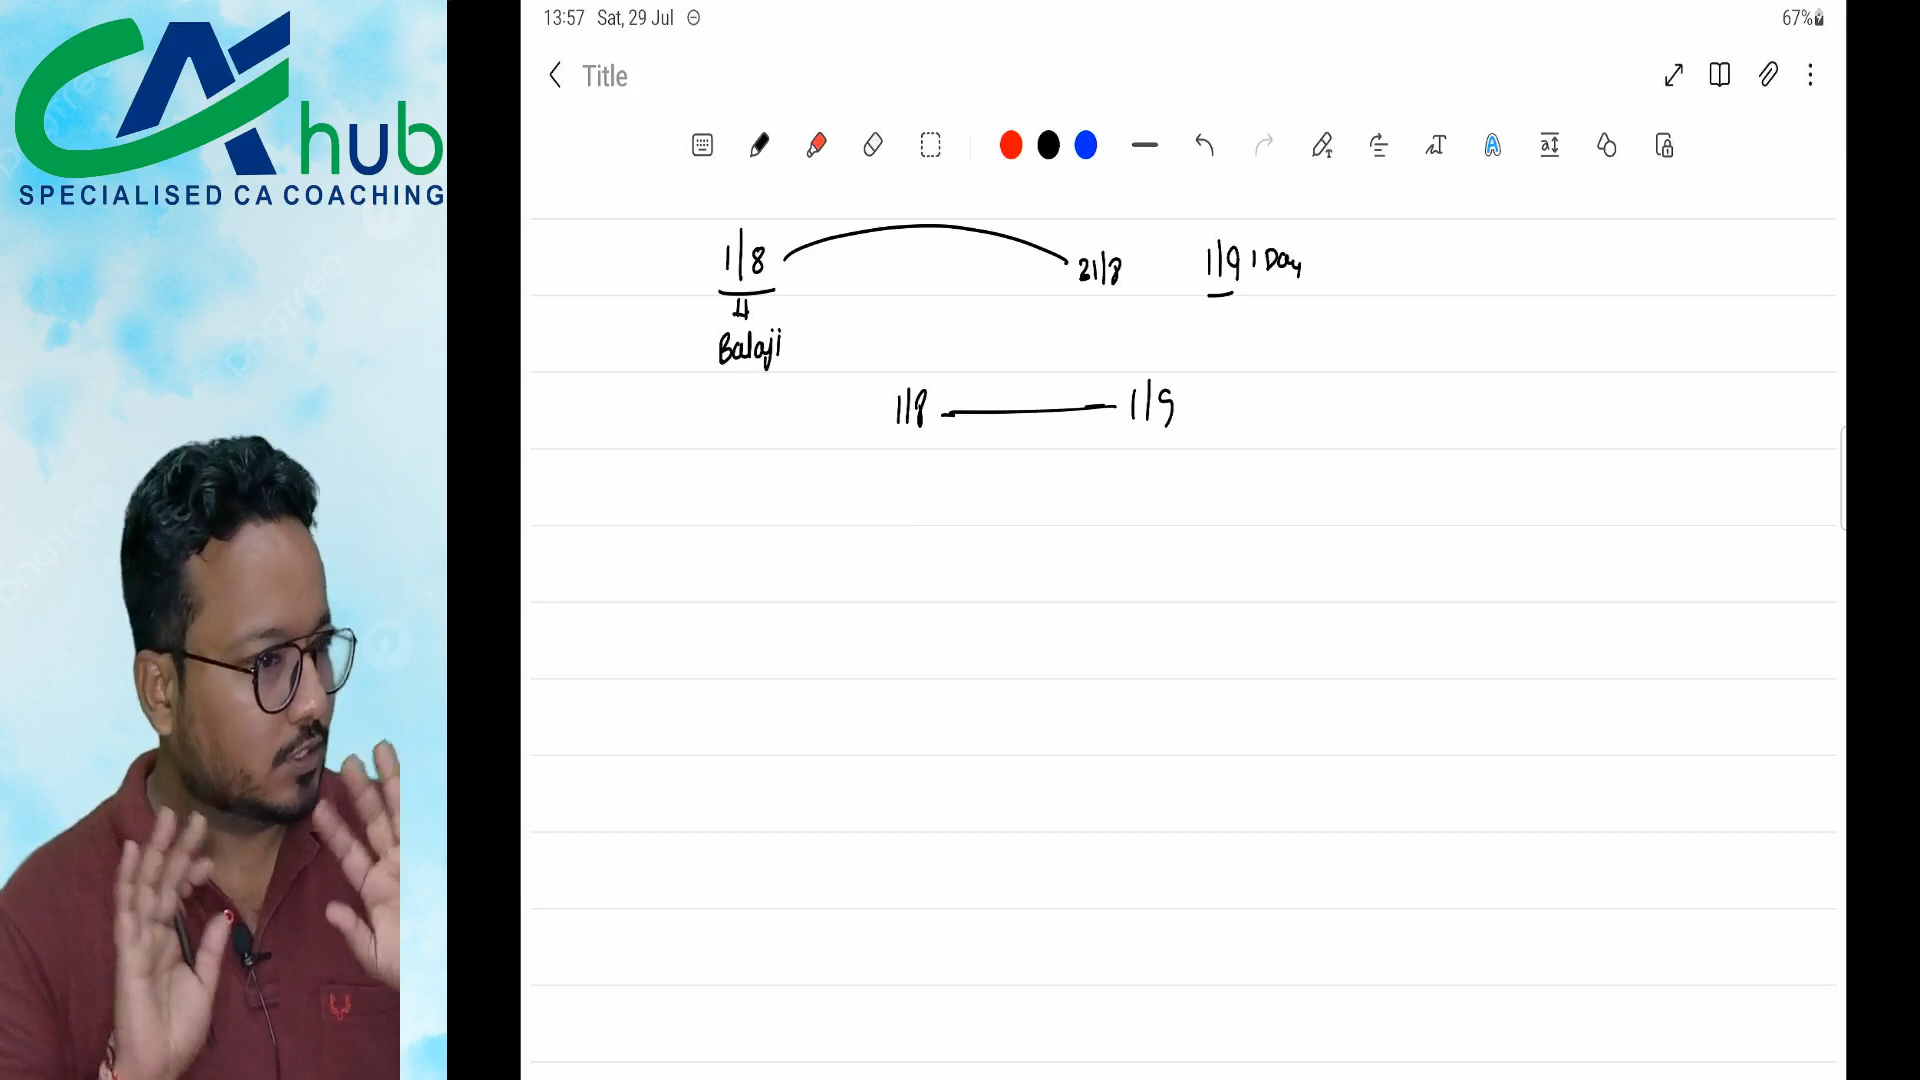 CA hub
SPECIALISED CA COACHING
13:57 Sat, 29 Jul
67%
Title
1/8 31/8 1/9 1 Day
Balaji
1/8 — 1/9